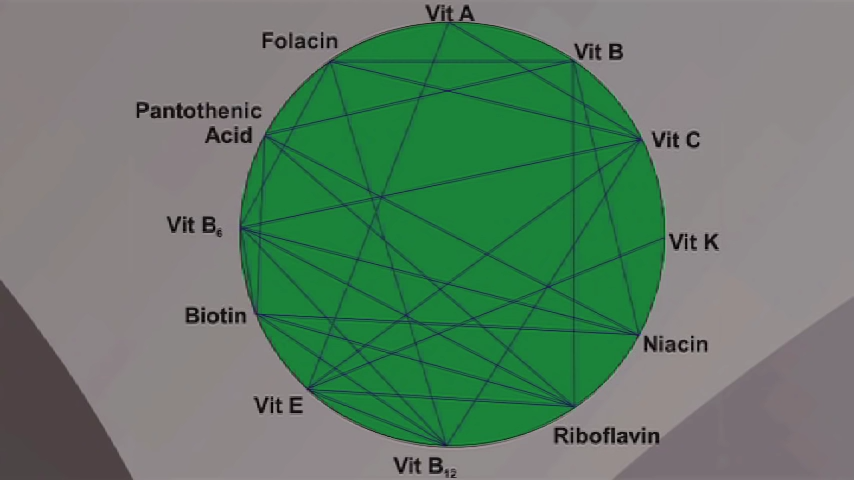 Vit A
Folacin
Vit B
Pantothenic
Acid
Vit C
Vit B₆
Vit K
Biotin
Niacin
Vit E
Riboflavin
Vit B₁₂